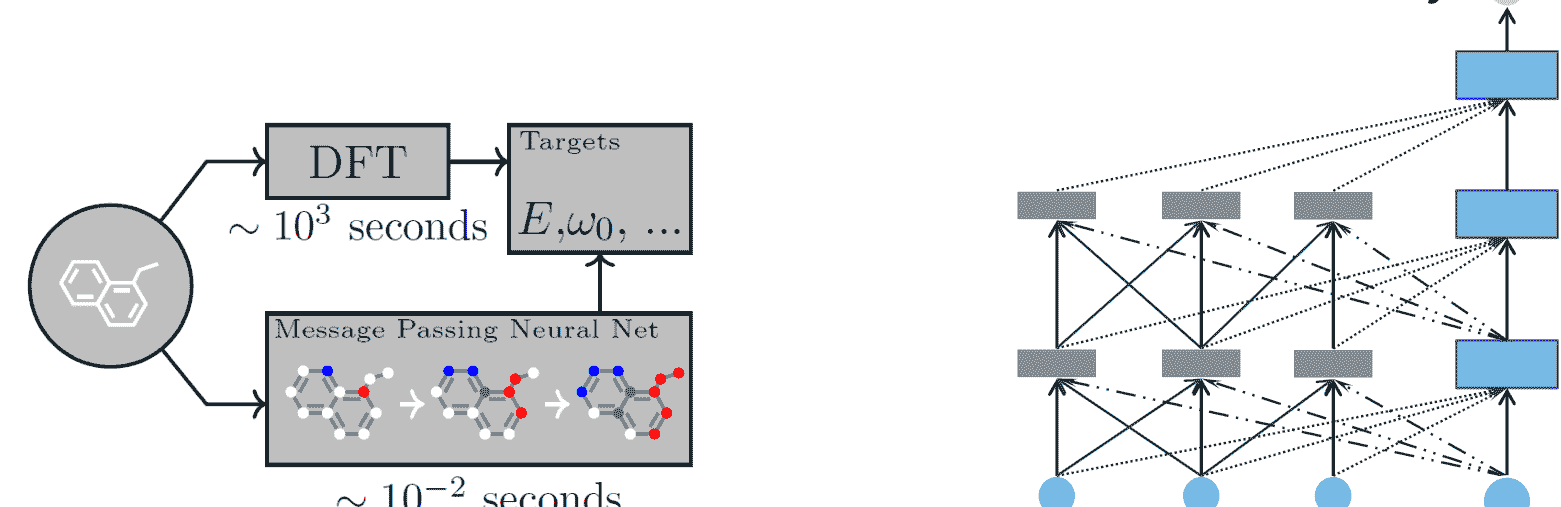 DFT
∼ 10³ seconds
Targets
E,ω₀, ...
Message Passing Neural Net
∼ 10⁻² seconds